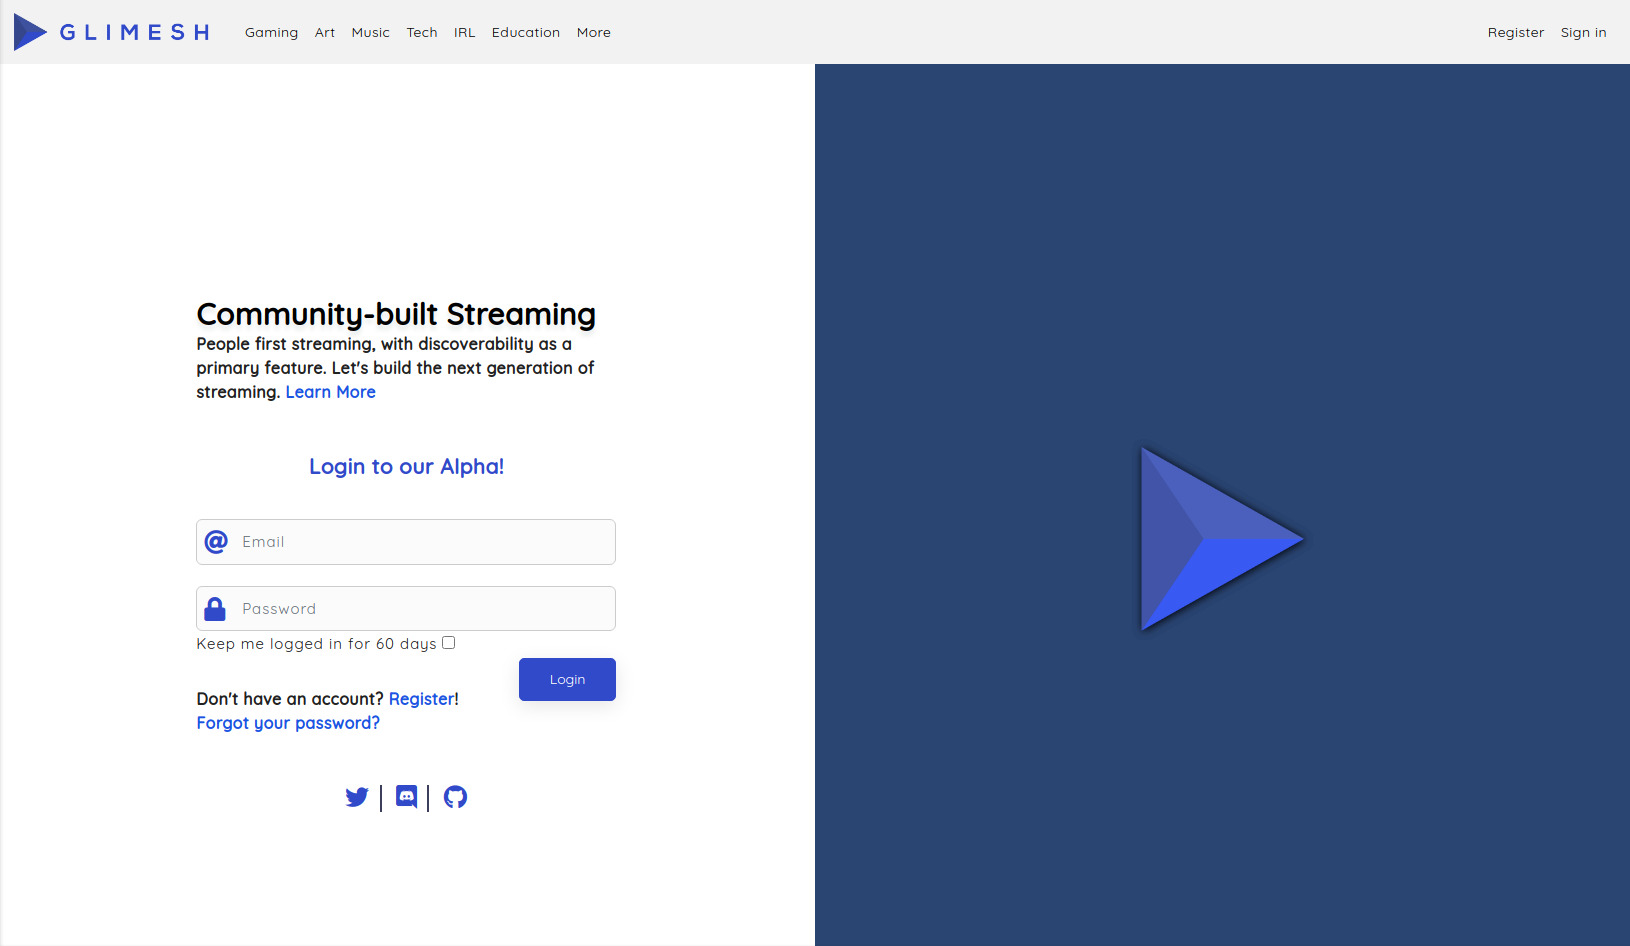 GLIMESH Gaming Art Music Tech IRL Education More Register Sign in
Community-built Streaming
People first streaming, with discoverability as a
primary feature. Let's build the next generation of
streaming. Learn More
Login to our Alpha!
Email
Password
Keep me logged in for 60 days
Login
Don't have an account? Register!
Forgot your password?